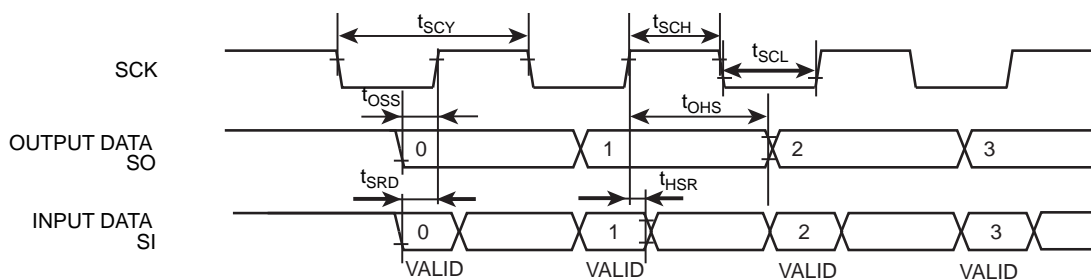 tSCY
tSCH
SCK
tSCL
tOSS
tOHS
OUTPUT DATA
SO
0
1
2
3
tSRD
tHSR
INPUT DATA
SI
0
1
2
3
VALID
VALID
VALID
VALID